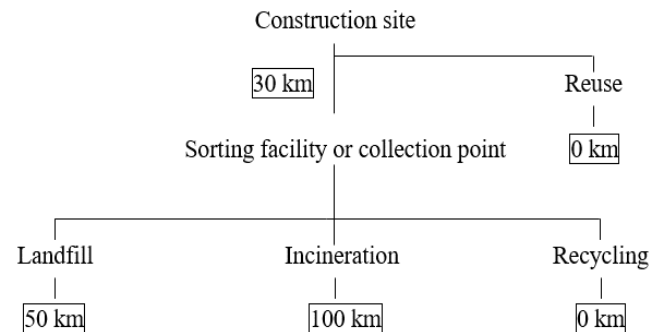 Construction site
30 km
Reuse
Sorting facility or collection point
0 km
Landfill
Incineration
Recycling
50 km
100 km
0 km